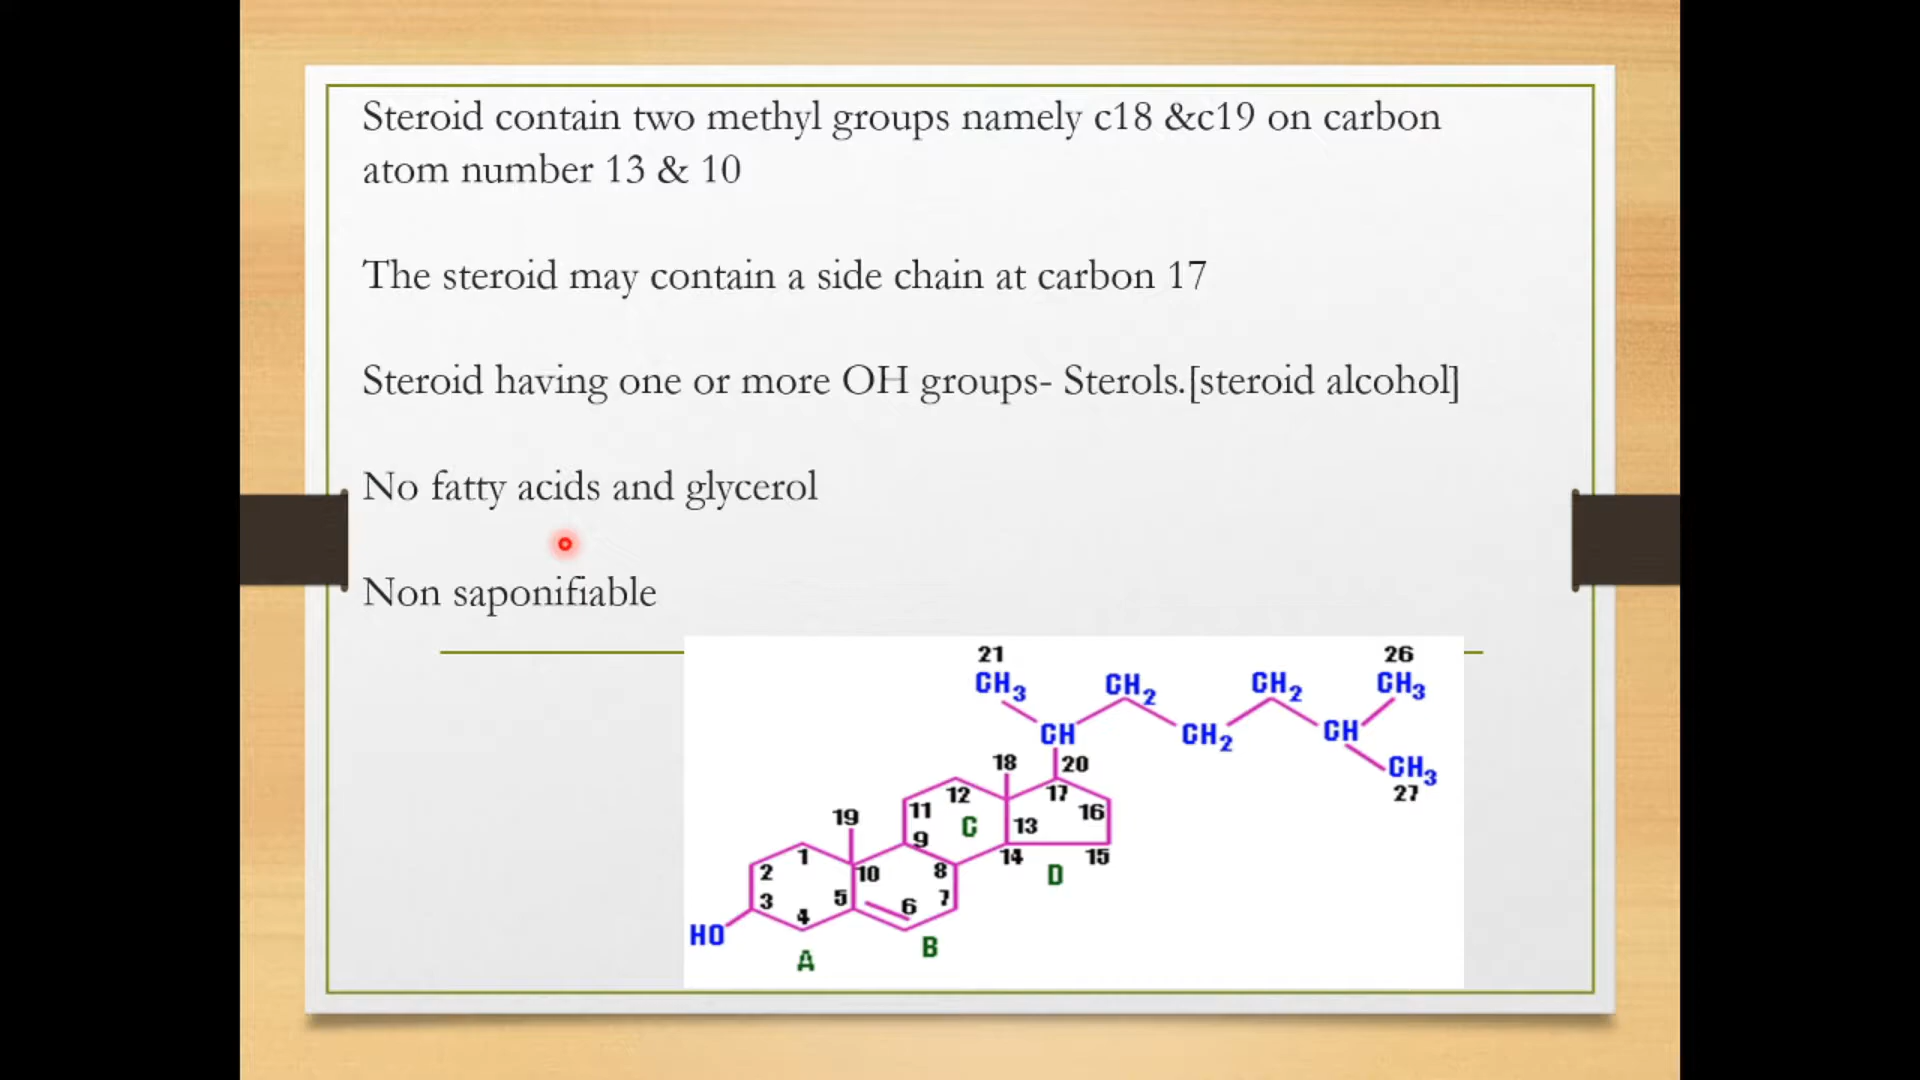 Steroid contain two methyl groups namely c18 &c19 on carbon
atom number 13 & 10
The steroid may contain a side chain at carbon 17
Steroid having one or more OH groups- Sterols.[steroid alcohol]
No fatty acids and glycerol
Non saponifiable
21 26
CH3 CH2 CH2 CH3
CH CH2 CH
CH3
27
18 20
12 17
11 16
19 C 13
9
1 14 15
2 10 8 D
3 5 6 7
4
HO B
A